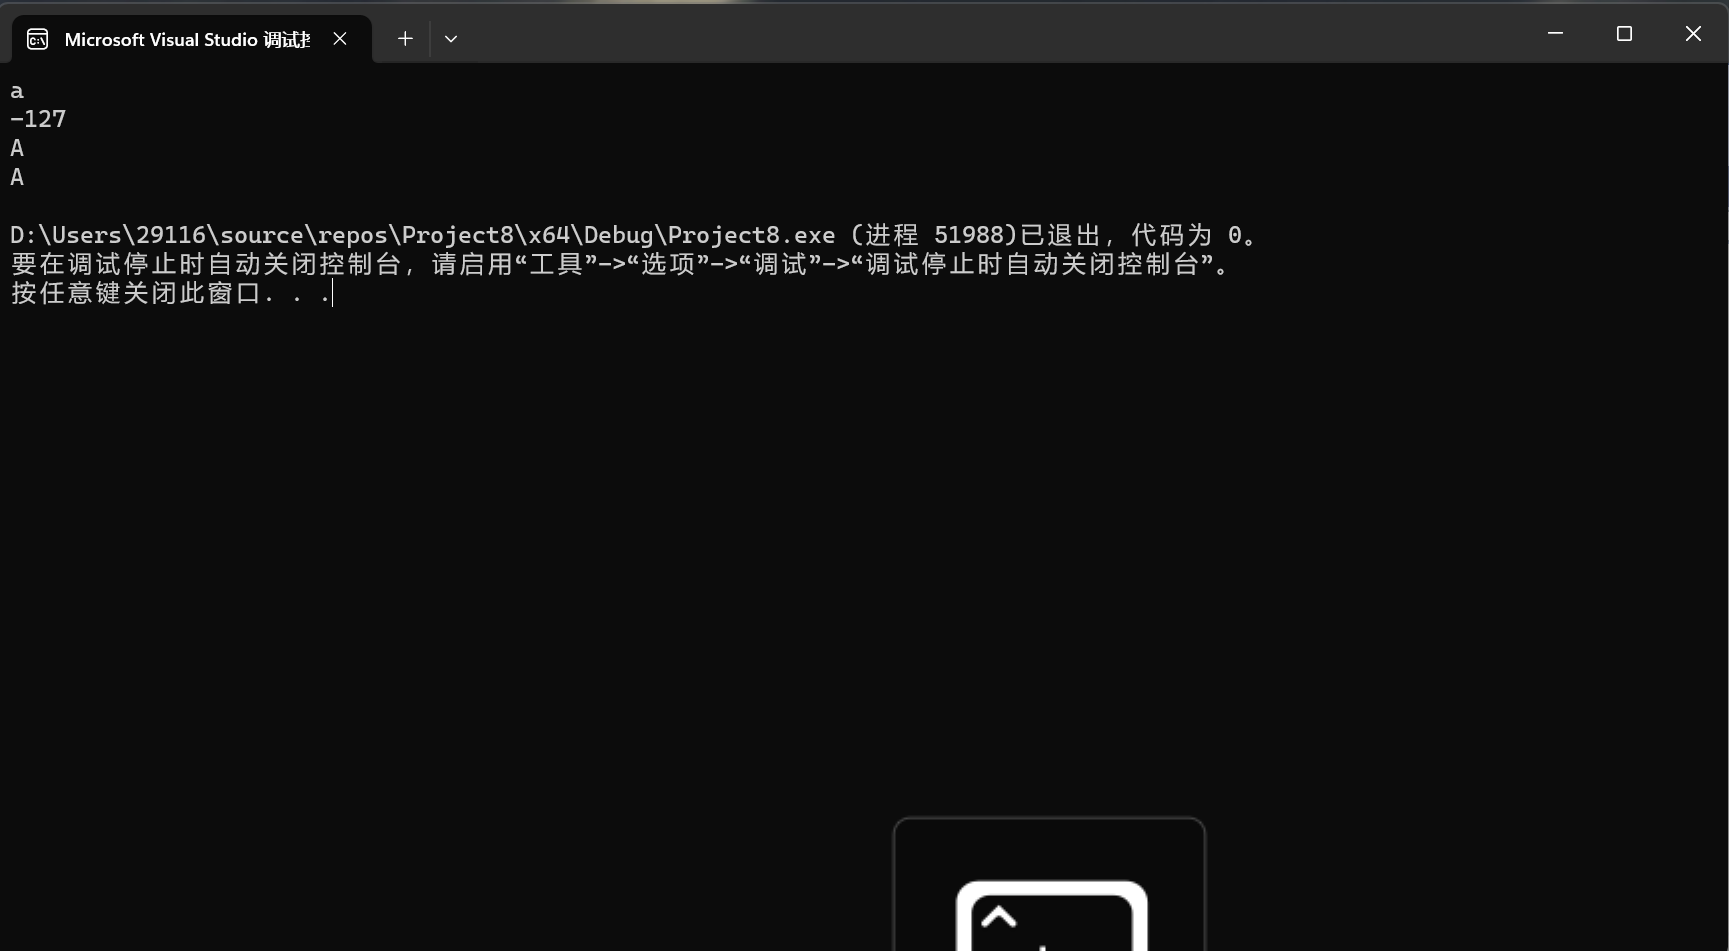 Microsoft Visual Studio 调试
a
-127
A
A
D:\Users\29116\source\repos\Project8\x64\Debug\Project8.exe (进程 51988)已退出，代码为 0。
要在调试停止时自动关闭控制台，请启用“工具”->“选项”->“调试”->“调试停止时自动关闭控制台”。
按任意键关闭此窗口. . .